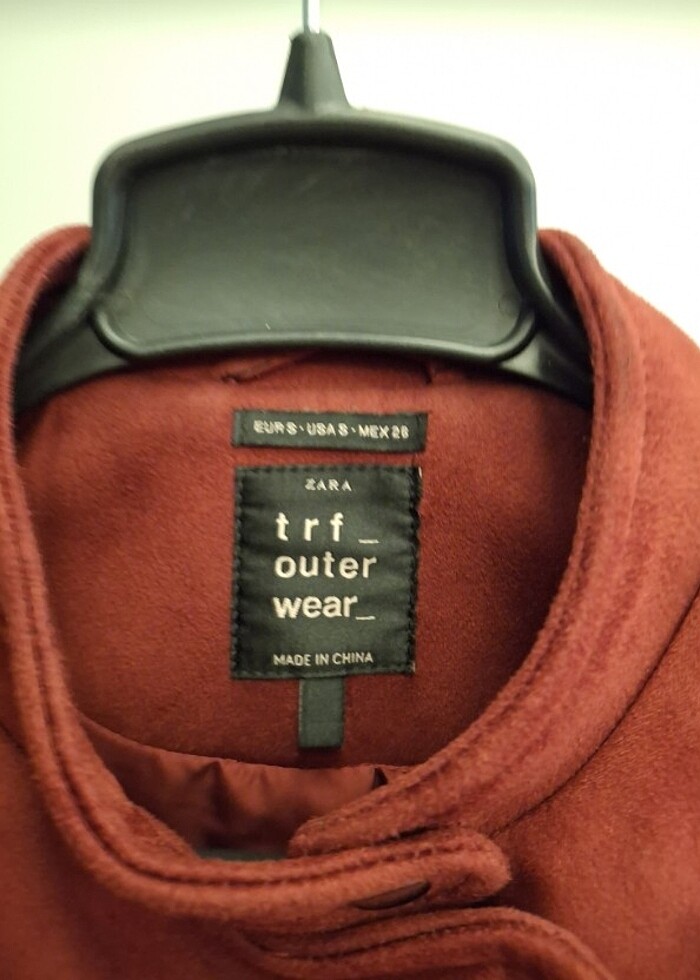 EUR S · USA S · MEX 26
ZARA
trf_
outer
wear_
MADE IN CHINA